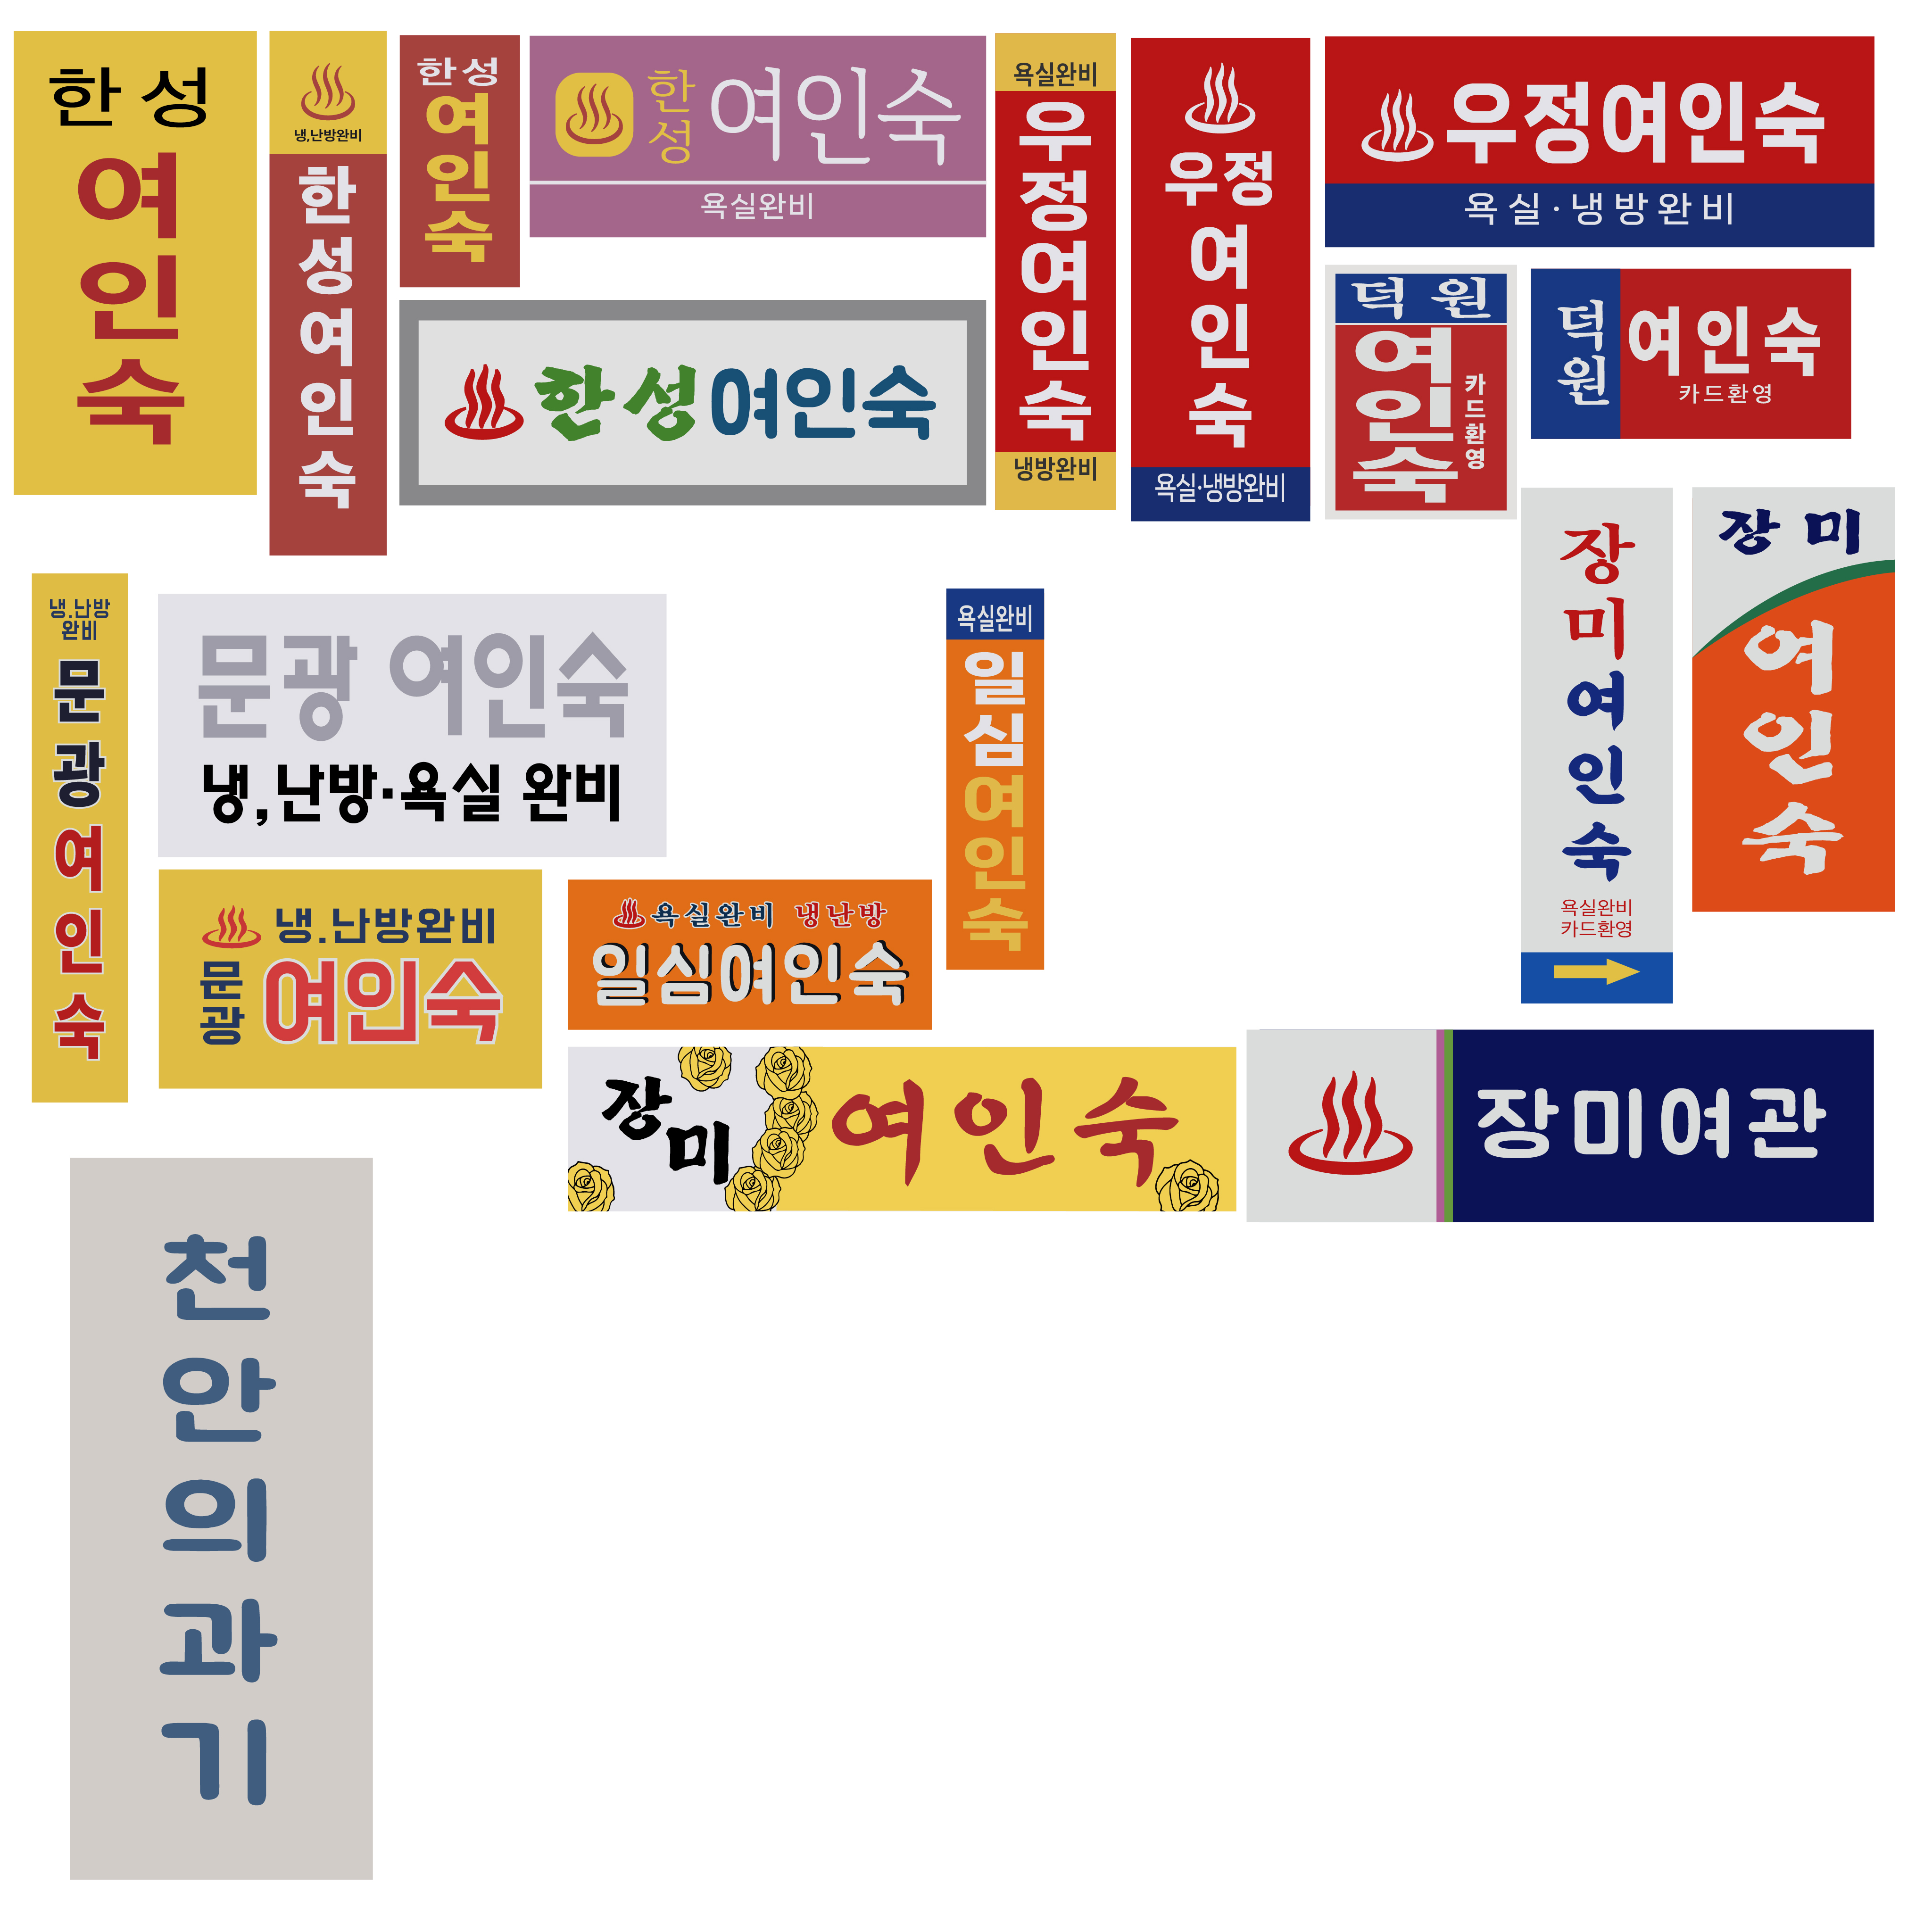 한성
여
인
숙
냉,난방완비
한
성
여
인
숙
한성
여
인
숙
한
성
여인숙
욕실완비
한성여인숙
욕실완비
우
정
여
인
숙
냉방완비
우정
여
인
숙
욕실·냉방완비
우정여인숙
욕실·냉방완비
덕원
여
인
숙
카
드
환
영
덕
원
여인숙
카드환영
장
미
여
인
숙
욕실완비
카드환영
장미
여
인
숙
냉.난방
완비
문
광
여
인
숙
문광 여인숙
냉,난방·욕실 완비
냉.난방완비
문
광
여인숙
욕실완비 냉난방
일심여인숙
욕실완비
일
심
여
인
숙
장
미
여인숙
장미여관
천
안
의
과
기